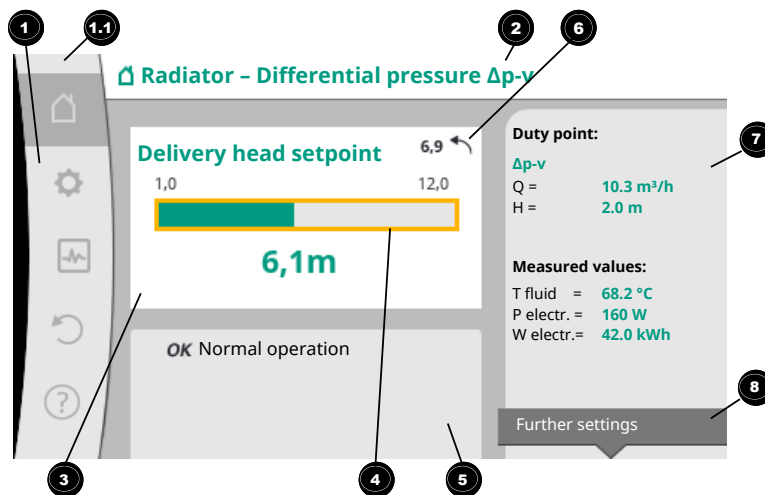 1
1.1
2
6
Radiator – Differential pressure Δp-v
Delivery head setpoint
6,9
1,0
12,0
6,1m
OK Normal operation
Duty point:
Δp-v
Q = 10.3 m³/h
H = 2.0 m
Measured values:
T fluid = 68.2 °C
P electr. = 160 W
W electr.= 42.0 kWh
Further settings
7
8
?
3
4
5